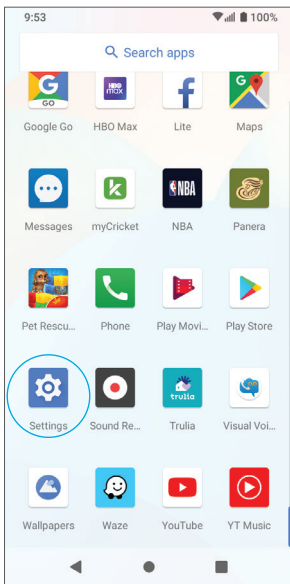 9:53 100%
Search apps
G GO HBO max f G
Google Go HBO Max Lite Maps
NBA
Messages myCricket NBA Panera
Pet Rescu... Phone Play Movi... Play Store
trulia
Settings Sound Re... Trulia Visual Voi...
Wallpapers Waze YouTube YT Music